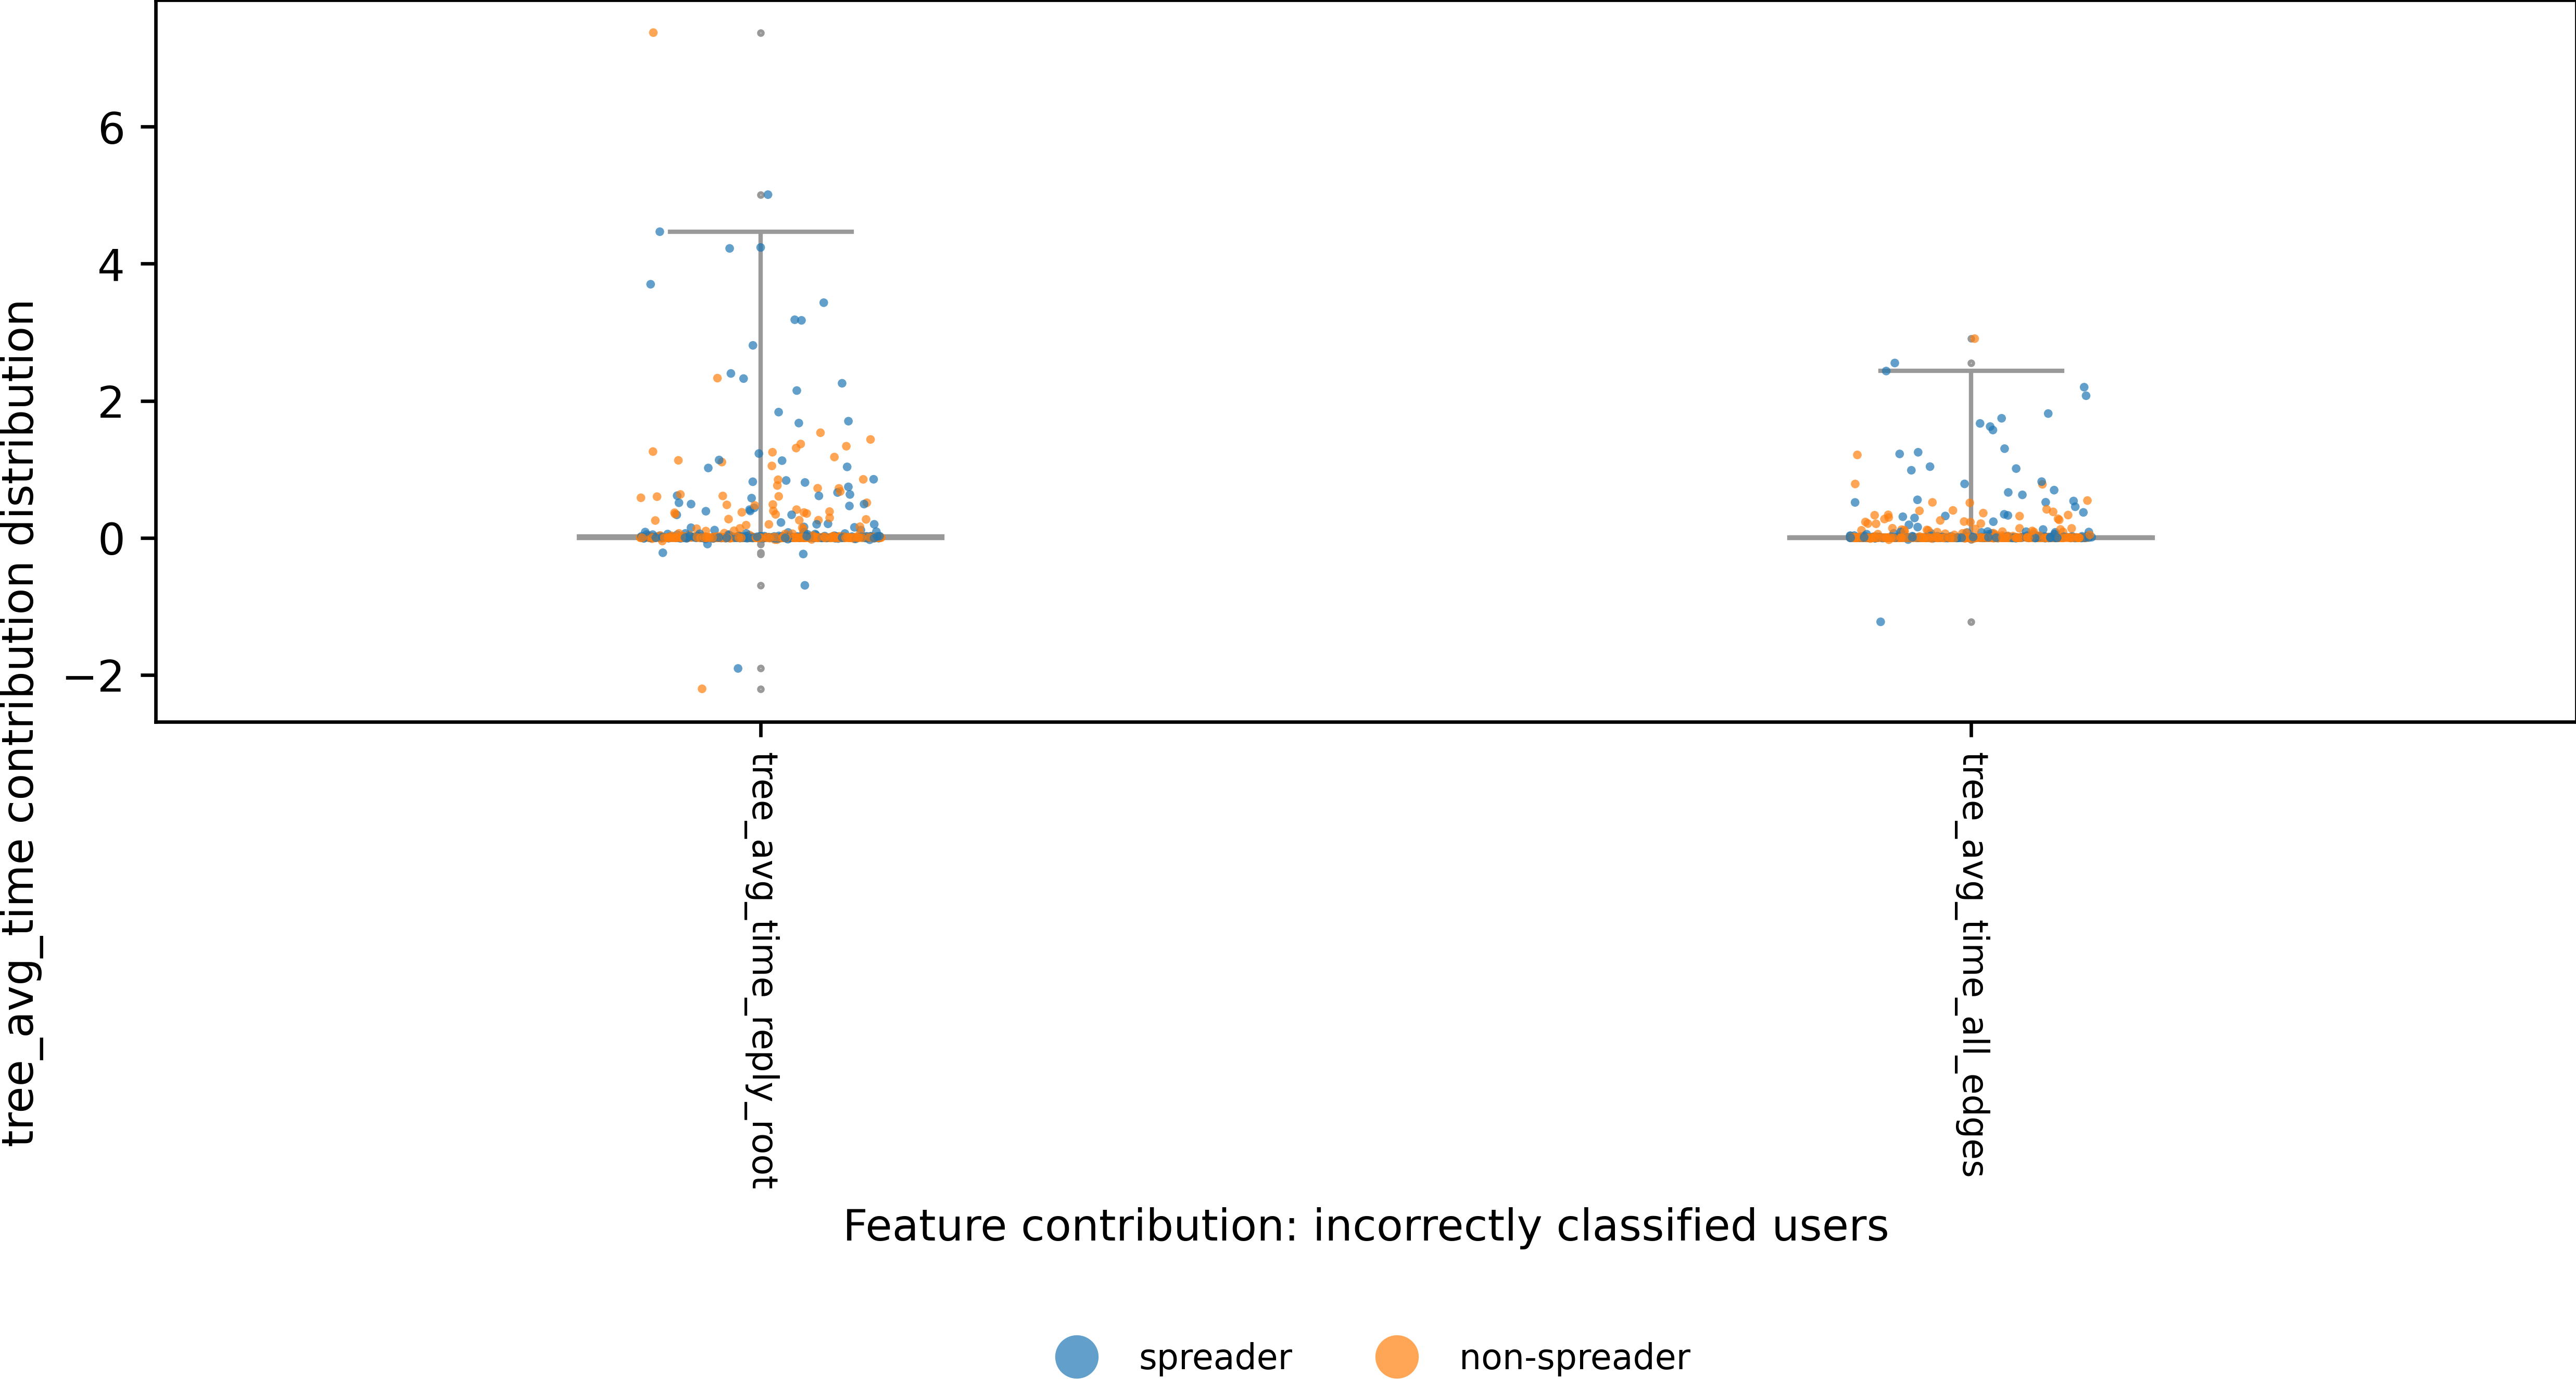 tree_avg_time contribution distribution
6
4
2
0
−2
tree_avg_time_reply_root
tree_avg_time_all_edges
Feature contribution: incorrectly classified users
spreader
non-spreader